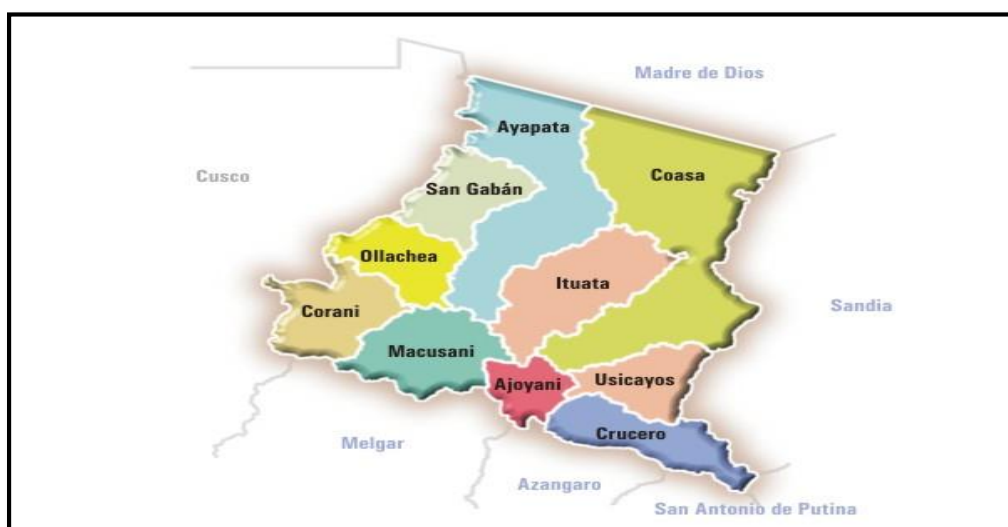 Madre de Dios
Ayapata
Cusco
Coasa
San Gabán
Ollachea
Ituata
Corani
Sandia
Macusani
Ajoyani
Usicayos
Crucero
Melgar
Azangaro
San Antonio de Putina